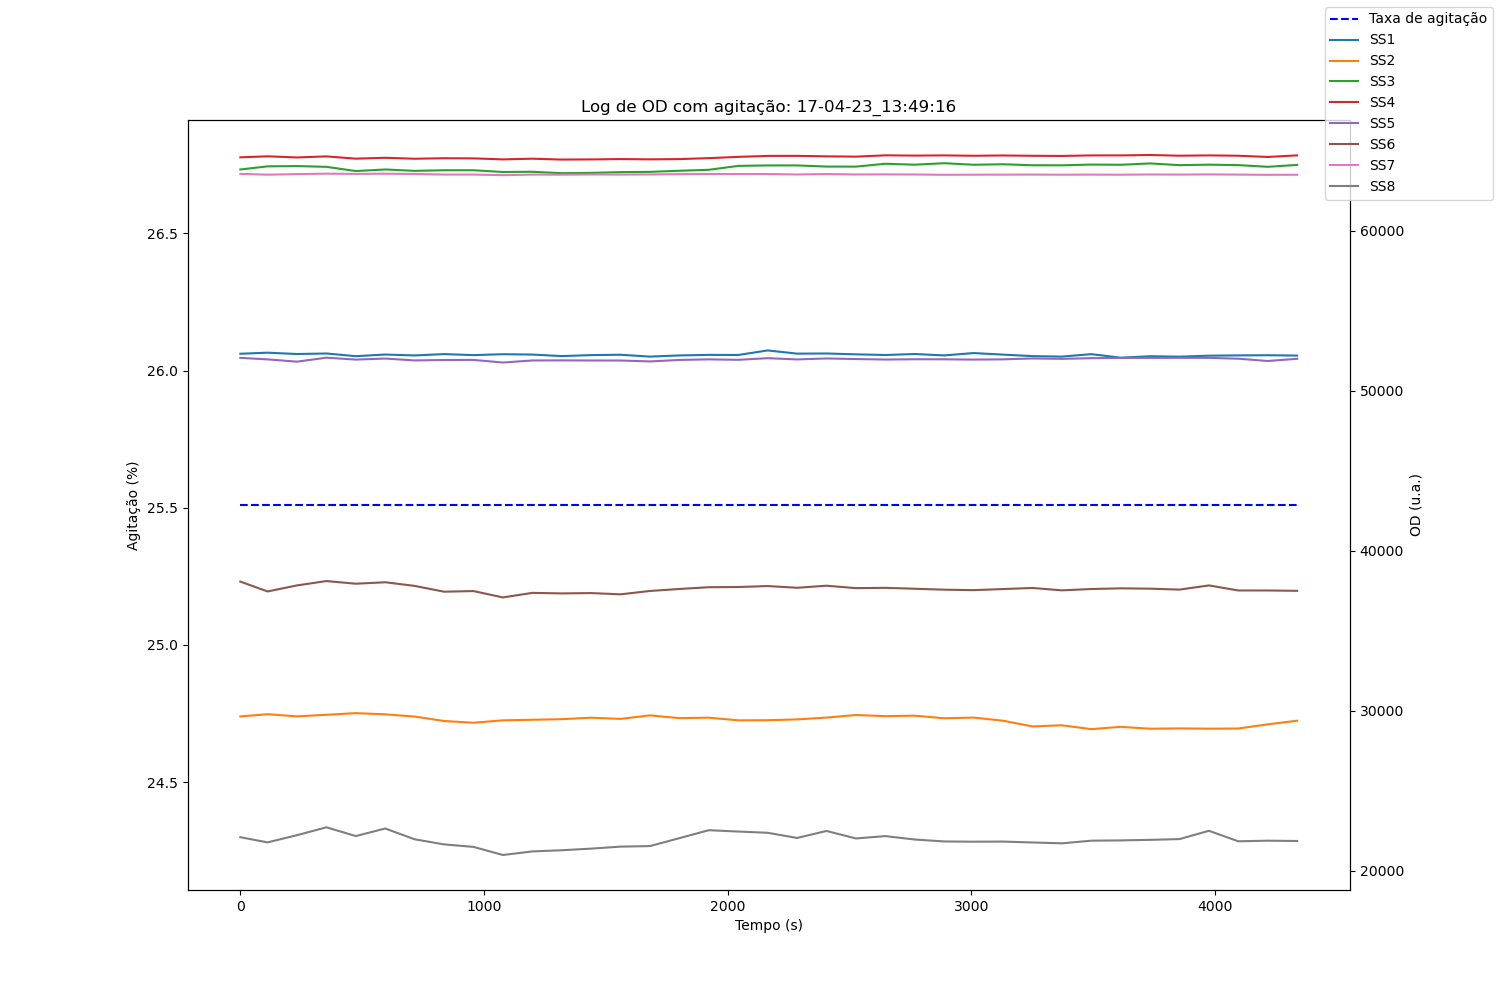 Taxa de agitação
SS1
SS2
SS3
SS4
SS5
SS6
SS7
SS8
Log de OD com agitação: 17-04-23_13:49:16
26.5
26.0
25.5
25.0
24.5
Agitação (%)
60000
50000
40000
30000
20000
OD (u.a.)
0 1000 2000 3000 4000
Tempo (s)